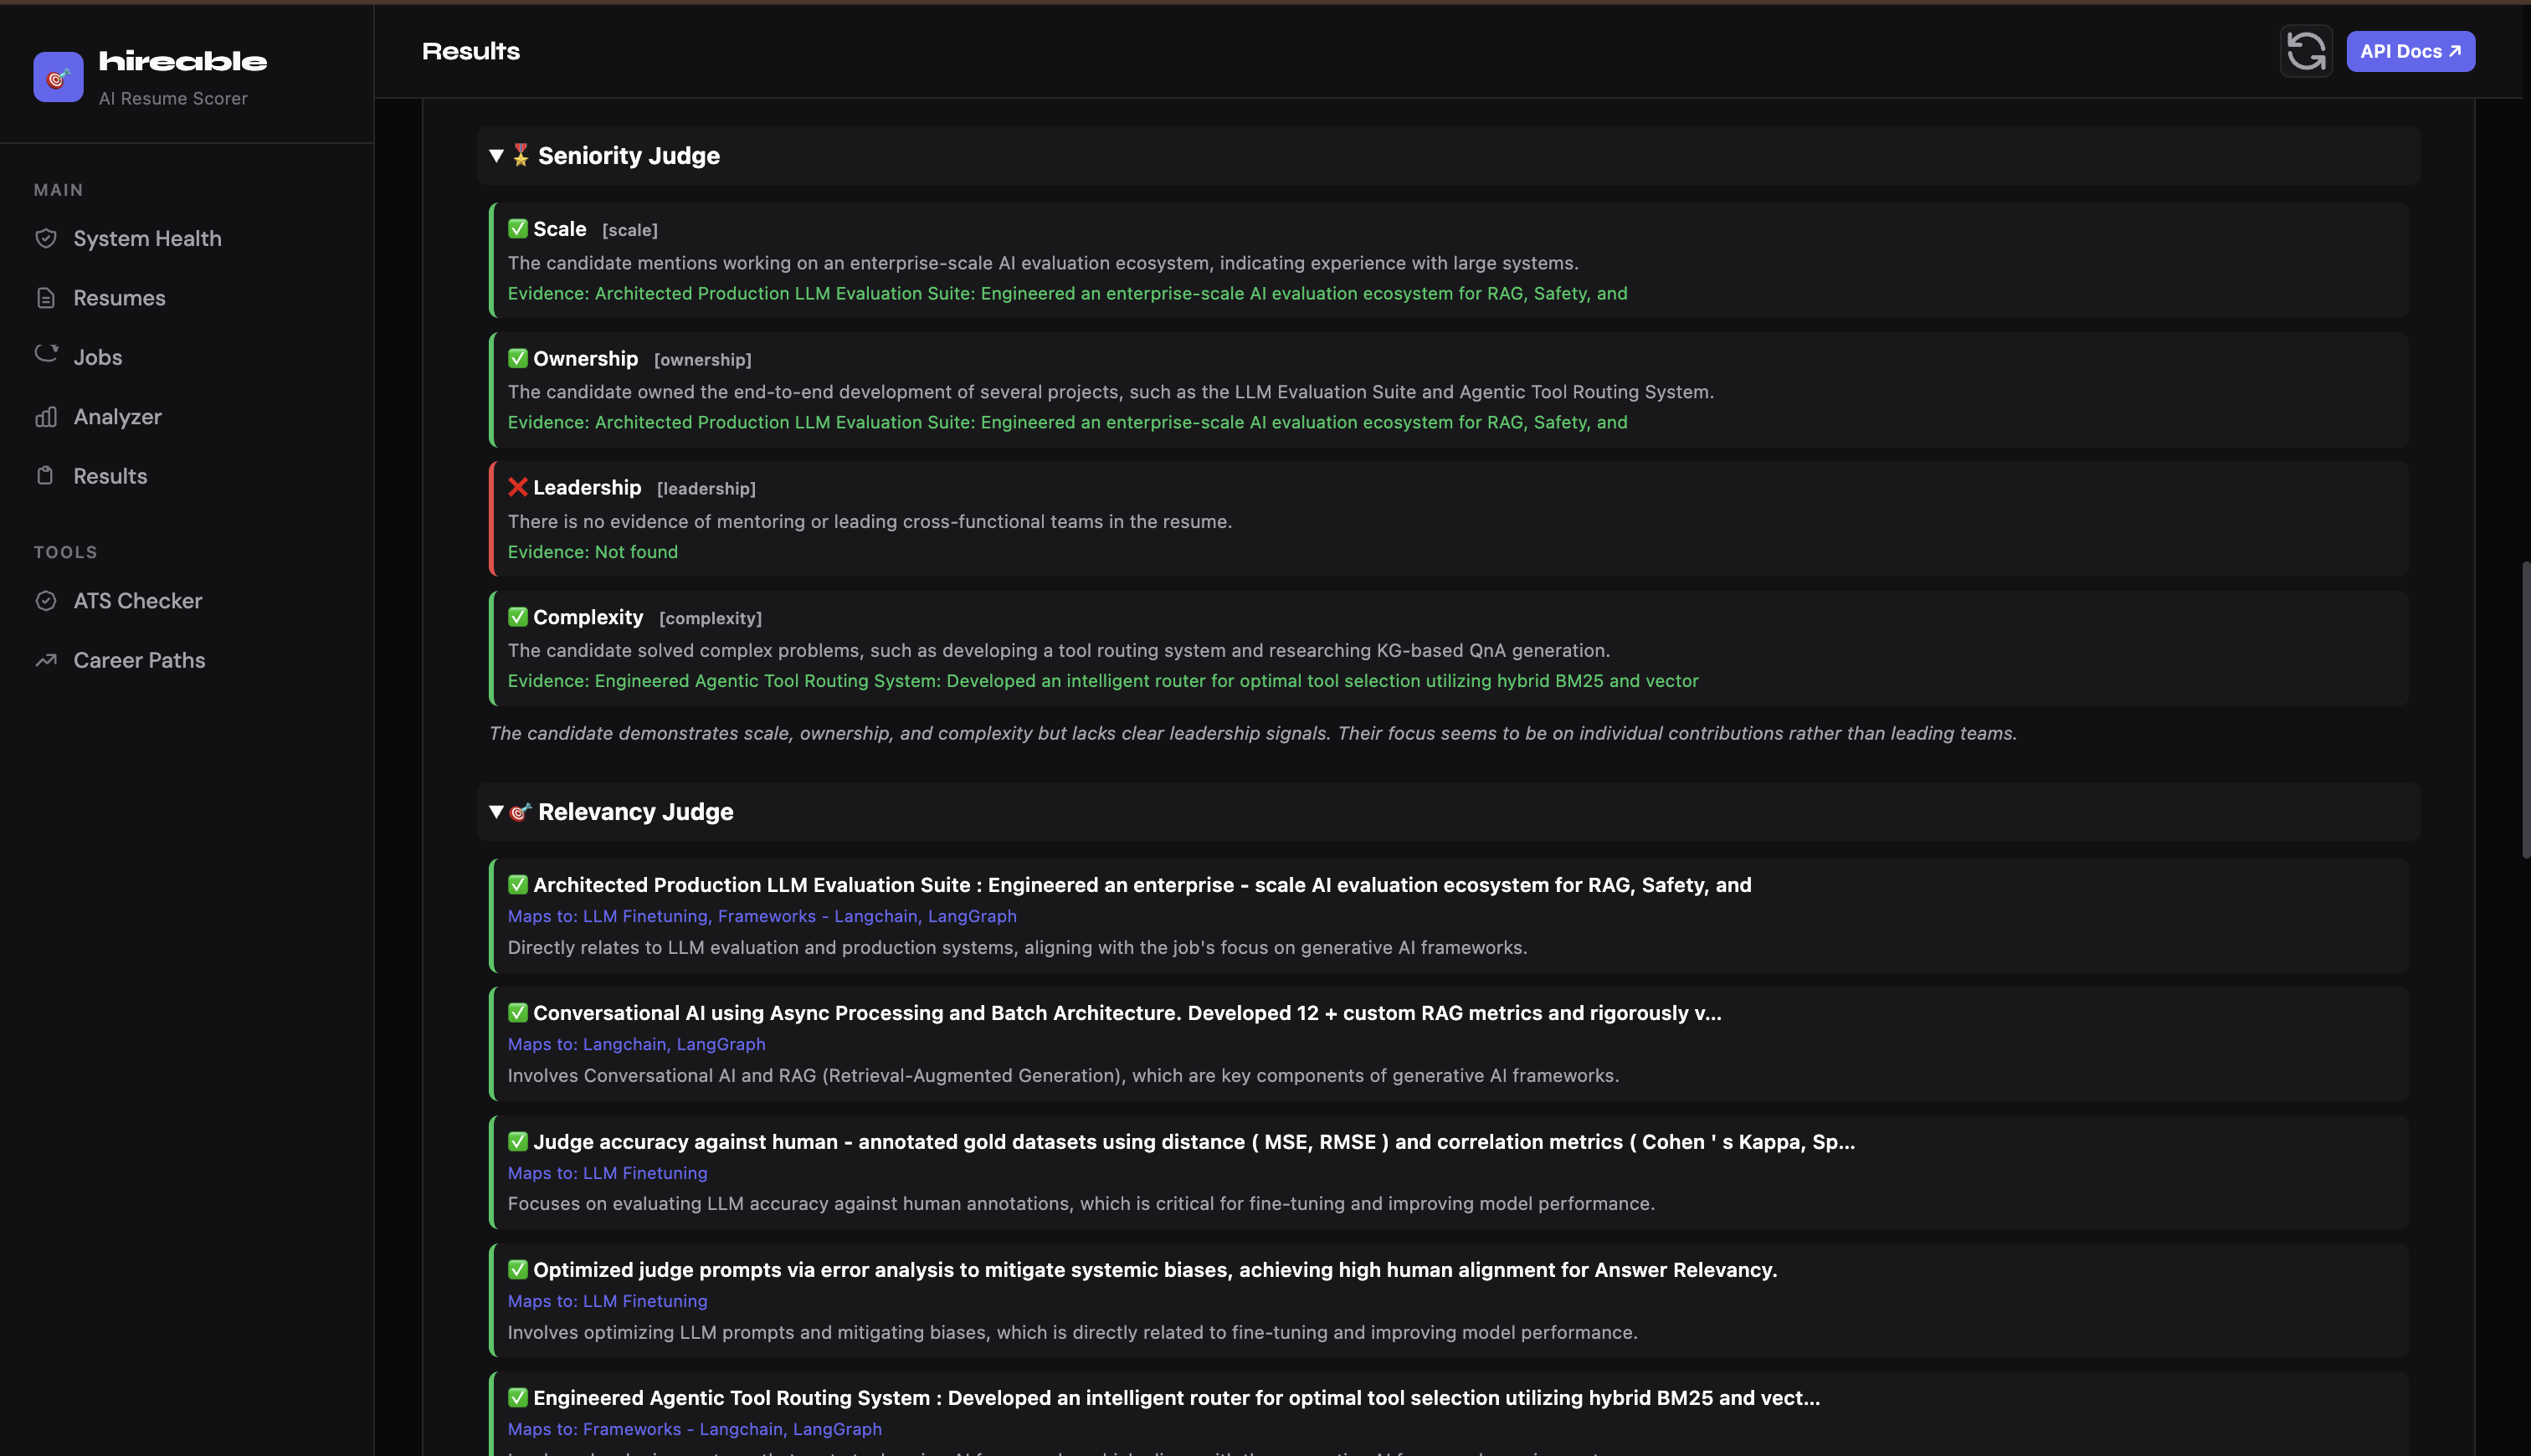 hireable
AI Resume Scorer
MAIN
System Health
Resumes
Jobs
Analyzer
Results
TOOLS
ATS Checker
Career Paths
Results
API Docs ↗
▼🎖️ Seniority Judge
✅ Scale [scale]
The candidate mentions working on an enterprise-scale AI evaluation ecosystem, indicating experience with large systems.
Evidence: Architected Production LLM Evaluation Suite: Engineered an enterprise-scale AI evaluation ecosystem for RAG, Safety, and
✅ Ownership [ownership]
The candidate owned the end-to-end development of several projects, such as the LLM Evaluation Suite and Agentic Tool Routing System.
Evidence: Architected Production LLM Evaluation Suite: Engineered an enterprise-scale AI evaluation ecosystem for RAG, Safety, and
❌ Leadership [leadership]
There is no evidence of mentoring or leading cross-functional teams in the resume.
Evidence: Not found
✅ Complexity [complexity]
The candidate solved complex problems, such as developing a tool routing system and researching KG-based QnA generation.
Evidence: Engineered Agentic Tool Routing System: Developed an intelligent router for optimal tool selection utilizing hybrid BM25 and vector
The candidate demonstrates scale, ownership, and complexity but lacks clear leadership signals. Their focus seems to be on individual contributions rather than leading teams.
▼🎯 Relevancy Judge
✅ Architected Production LLM Evaluation Suite : Engineered an enterprise - scale AI evaluation ecosystem for RAG, Safety, and
Maps to: LLM Finetuning, Frameworks - Langchain, LangGraph
Directly relates to LLM evaluation and production systems, aligning with the job's focus on generative AI frameworks.
✅ Conversational AI using Async Processing and Batch Architecture. Developed 12 + custom RAG metrics and rigorously v...
Maps to: Langchain, LangGraph
Involves Conversational AI and RAG (Retrieval-Augmented Generation), which are key components of generative AI frameworks.
✅ Judge accuracy against human - annotated gold datasets using distance ( MSE, RMSE ) and correlation metrics ( Cohen ' s Kappa, Sp...
Maps to: LLM Finetuning
Focuses on evaluating LLM accuracy against human annotations, which is critical for fine-tuning and improving model performance.
✅ Optimized judge prompts via error analysis to mitigate systemic biases, achieving high human alignment for Answer Relevancy.
Maps to: LLM Finetuning
Involves optimizing LLM prompts and mitigating biases, which is directly related to fine-tuning and improving model performance.
✅ Engineered Agentic Tool Routing System : Developed an intelligent router for optimal tool selection utilizing hybrid BM25 and vect...
Maps to: Frameworks - Langchain, LangGraph